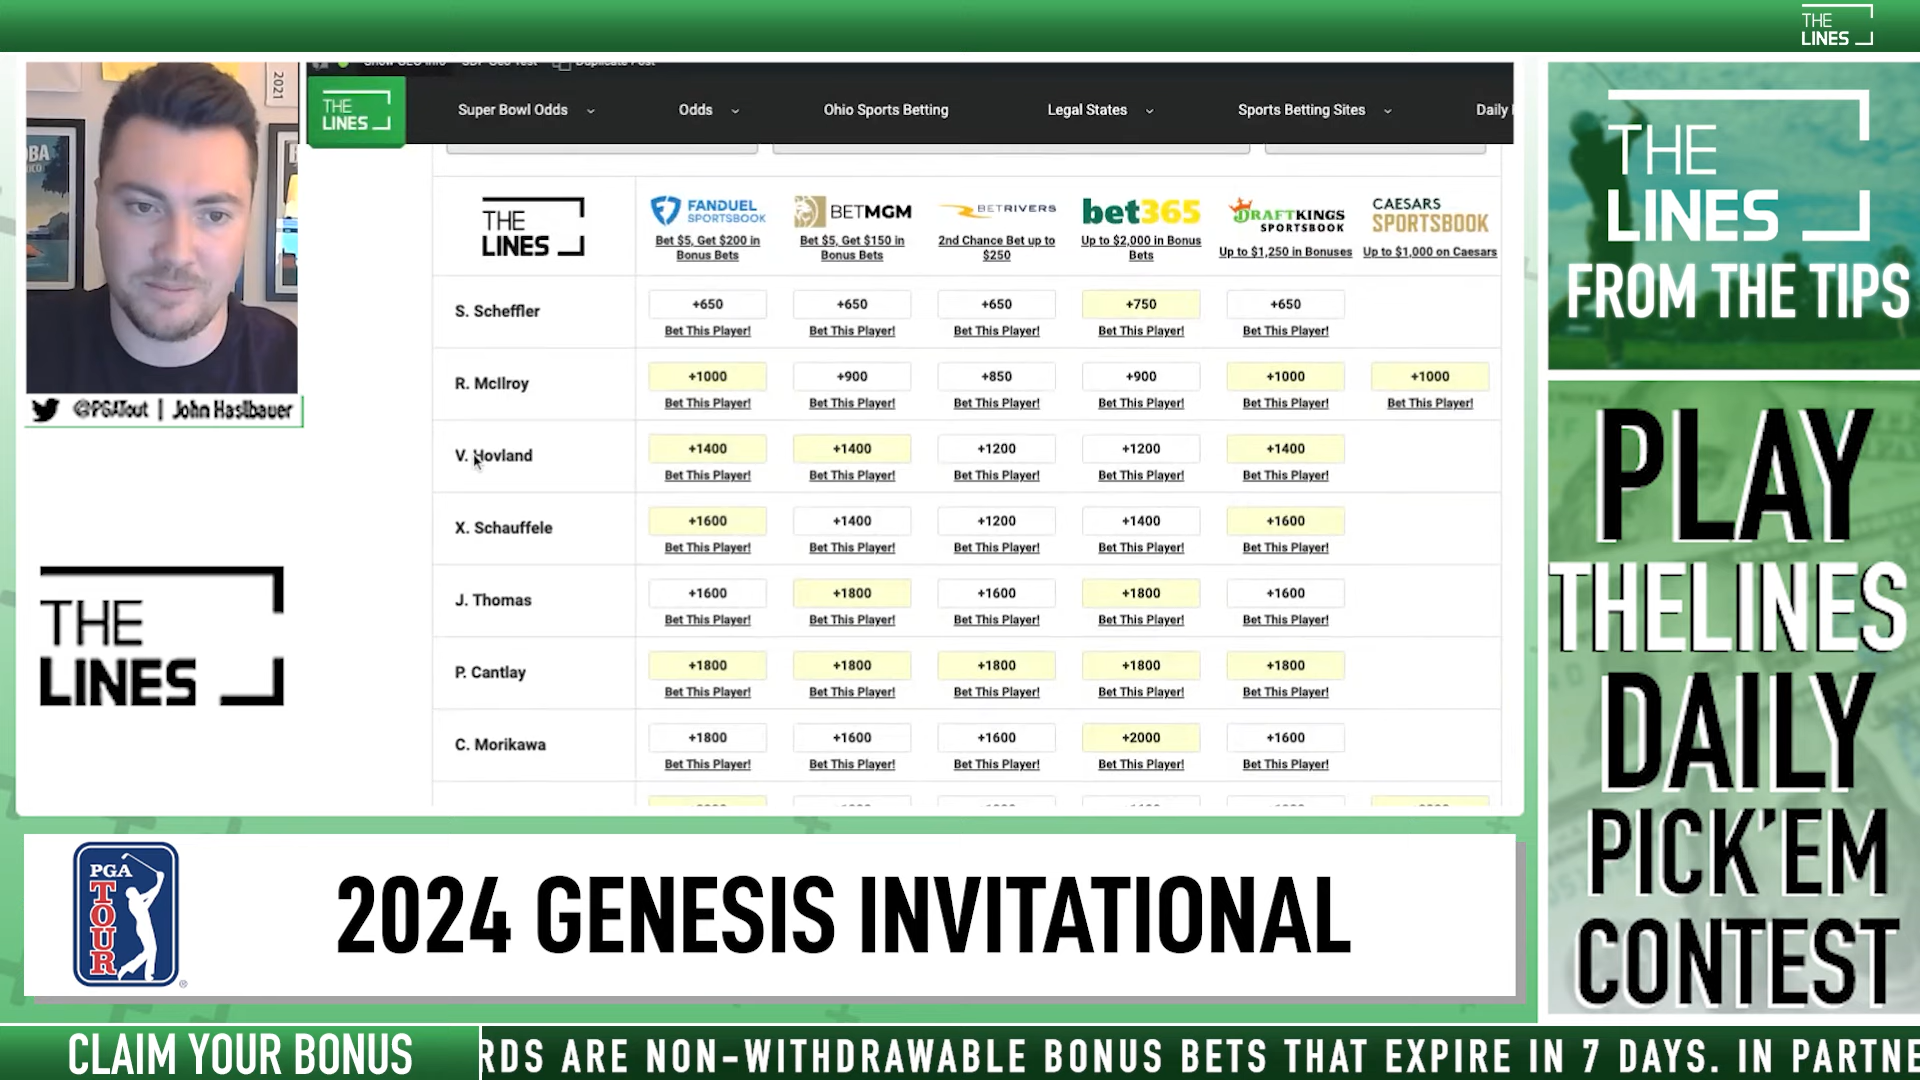 THE
LINES
Duplicate Post
THE
LINES
Super Bowl Odds
Odds
Ohio Sports Betting
Legal States
Sports Betting Sites
Daily
2021
THE
LINES
FANDUEL
SPORTSBOOK
Bet $5, Get $200 in
Bonus Bets
BETMGM
Bet $5, Get $150 in
Bonus Bets
BETRIVERS
2nd Chance Bet up to
$250
bet365
Up to $2,000 in Bonus
Bets
DRAFTKINGS
SPORTSBOOK
Up to $1,250 in Bonuses
CAESARS
SPORTSBOOK
Up to $1,000 on Caesars
S. Scheffler +650 +650 +650 +750 +650
Bet This Player! Bet This Player! Bet This Player! Bet This Player! Bet This Player!
R. McIlroy +1000 +900 +850 +900 +1000 +1000
Bet This Player! Bet This Player! Bet This Player! Bet This Player! Bet This Player! Bet This Player!
V. Hovland +1400 +1400 +1200 +1200 +1400
Bet This Player! Bet This Player! Bet This Player! Bet This Player! Bet This Player!
X. Schauffele +1600 +1400 +1200 +1400 +1600
Bet This Player! Bet This Player! Bet This Player! Bet This Player! Bet This Player!
J. Thomas +1600 +1800 +1600 +1800 +1600
Bet This Player! Bet This Player! Bet This Player! Bet This Player! Bet This Player!
P. Cantlay +1800 +1800 +1800 +1800 +1800
Bet This Player! Bet This Player! Bet This Player! Bet This Player! Bet This Player!
C. Morikawa +1800 +1600 +1600 +2000 +1600
Bet This Player! Bet This Player! Bet This Player! Bet This Player! Bet This Player!
@PGATout | John Haslbauer
THE
LINES
THE
LINES
FROM THE TIPS
PLAY
THELINES
DAILY
PICK'EM
CONTEST
PGA
TOUR
®
2024 GENESIS INVITATIONAL
CLAIM YOUR BONUS
RDS ARE NON-WITHDRAWABLE BONUS BETS THAT EXPIRE IN 7 DAYS. IN PARTNE